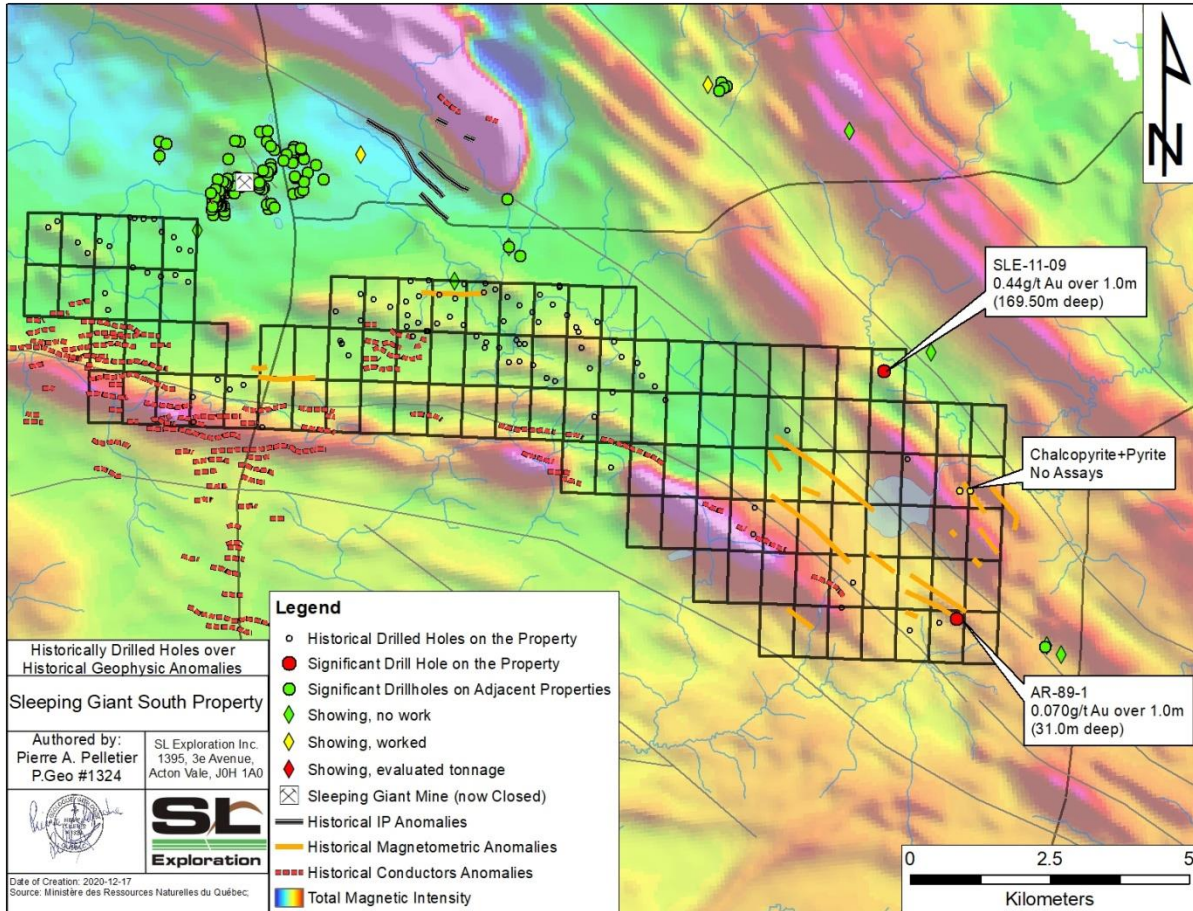 N
SLE-11-09
0.44g/t Au over 1.0m
(169.50m deep)
Chalcopyrite+Pyrite
No Assays
AR-89-1
0.070g/t Au over 1.0m
(31.0m deep)
Legend
Historical Drilled Holes on the Property
Significant Drill Hole on the Property
Significant Drillholes on Adjacent Properties
Showing, no work
Showing, worked
Showing, evaluated tonnage
Sleeping Giant Mine (now Closed)
Historical IP Anomalies
Historical Magnetometric Anomalies
Historical Conductors Anomalies
Total Magnetic Intensity
Historically Drilled Holes over
Historical Geophysic Anomalies
Sleeping Giant South Property
Authored by:
Pierre A. Pelletier
P.Geo #1324
SL Exploration Inc.
1395, 3e Avenue,
Acton Vale, J0H 1A0
SL
Exploration
Date of Creation: 2020-12-17
Source: Ministère des Ressources Naturelles du Québec;
0 2.5 5
Kilometers